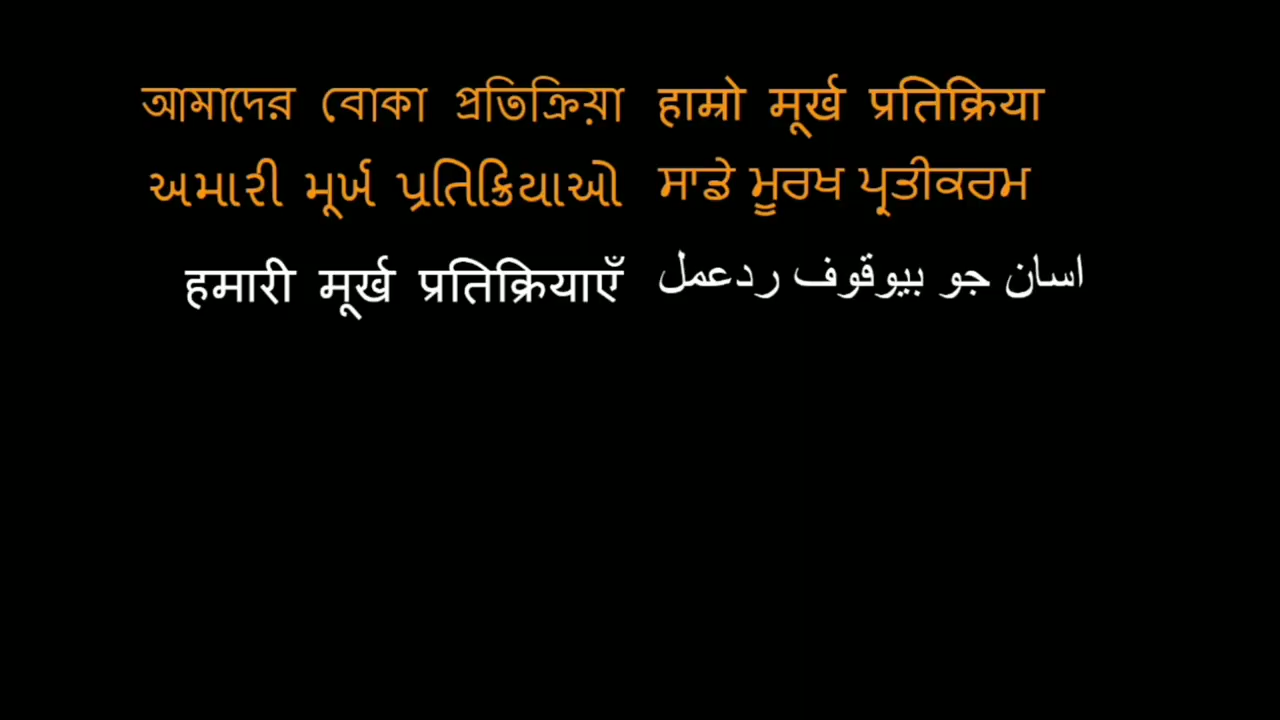 আমাদের বোকা প্রতিক্রিয়া हाम्रो मूर्ख प्रतिक्रिया
અમારી મૂર્ખ પ્રતિક્રિયાઓ ਸਾਡੇ ਮੂਰਖ ਪ੍ਰਤੀਕਰਮ
हमारी मूर्ख प्रतिक्रियाएँ اسان جو بيوقوف ردعمل